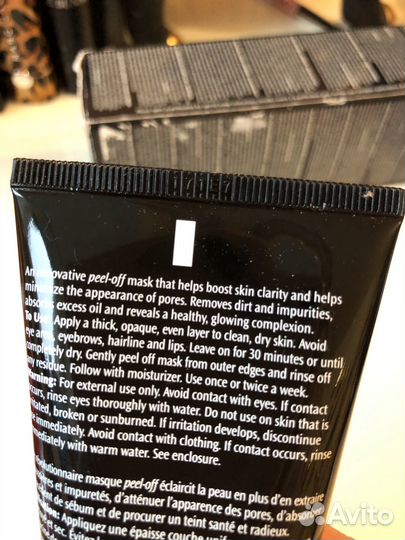 17157
An innovative peel-off mask that helps boost skin clarity and helps
minimize the appearance of pores. Removes dirt and impurities,
absorbs excess oil and reveals a healthy, glowing complexion.
To Use: Apply a thick, opaque, even layer to clean, dry skin. Avoid
eye area, eyebrows, hairline and lips. Leave on for 30 minutes or until
completely dry. Gently peel off mask from outer edges and rinse off
any residue. Follow with moisturizer. Use once or twice a week.
Warning: For external use only. Avoid contact with eyes. If contact
occurs, rinse eyes thoroughly with water. Do not use on skin that is
irritated, broken or sunburned. If irritation develops, discontinue
use immediately. Avoid contact with clothing. If contact occurs, rinse
immediately with warm water. See enclosure.
révolutionnaire masque peel-off éclaircit la peau en plus d'en extraire
impuretés, d'atténuer l'apparence des pores, d'absorber
de sébum et de procurer un teint santé et radieux.
Appliquez une épaisse couche
et sec. Évitez
Avito